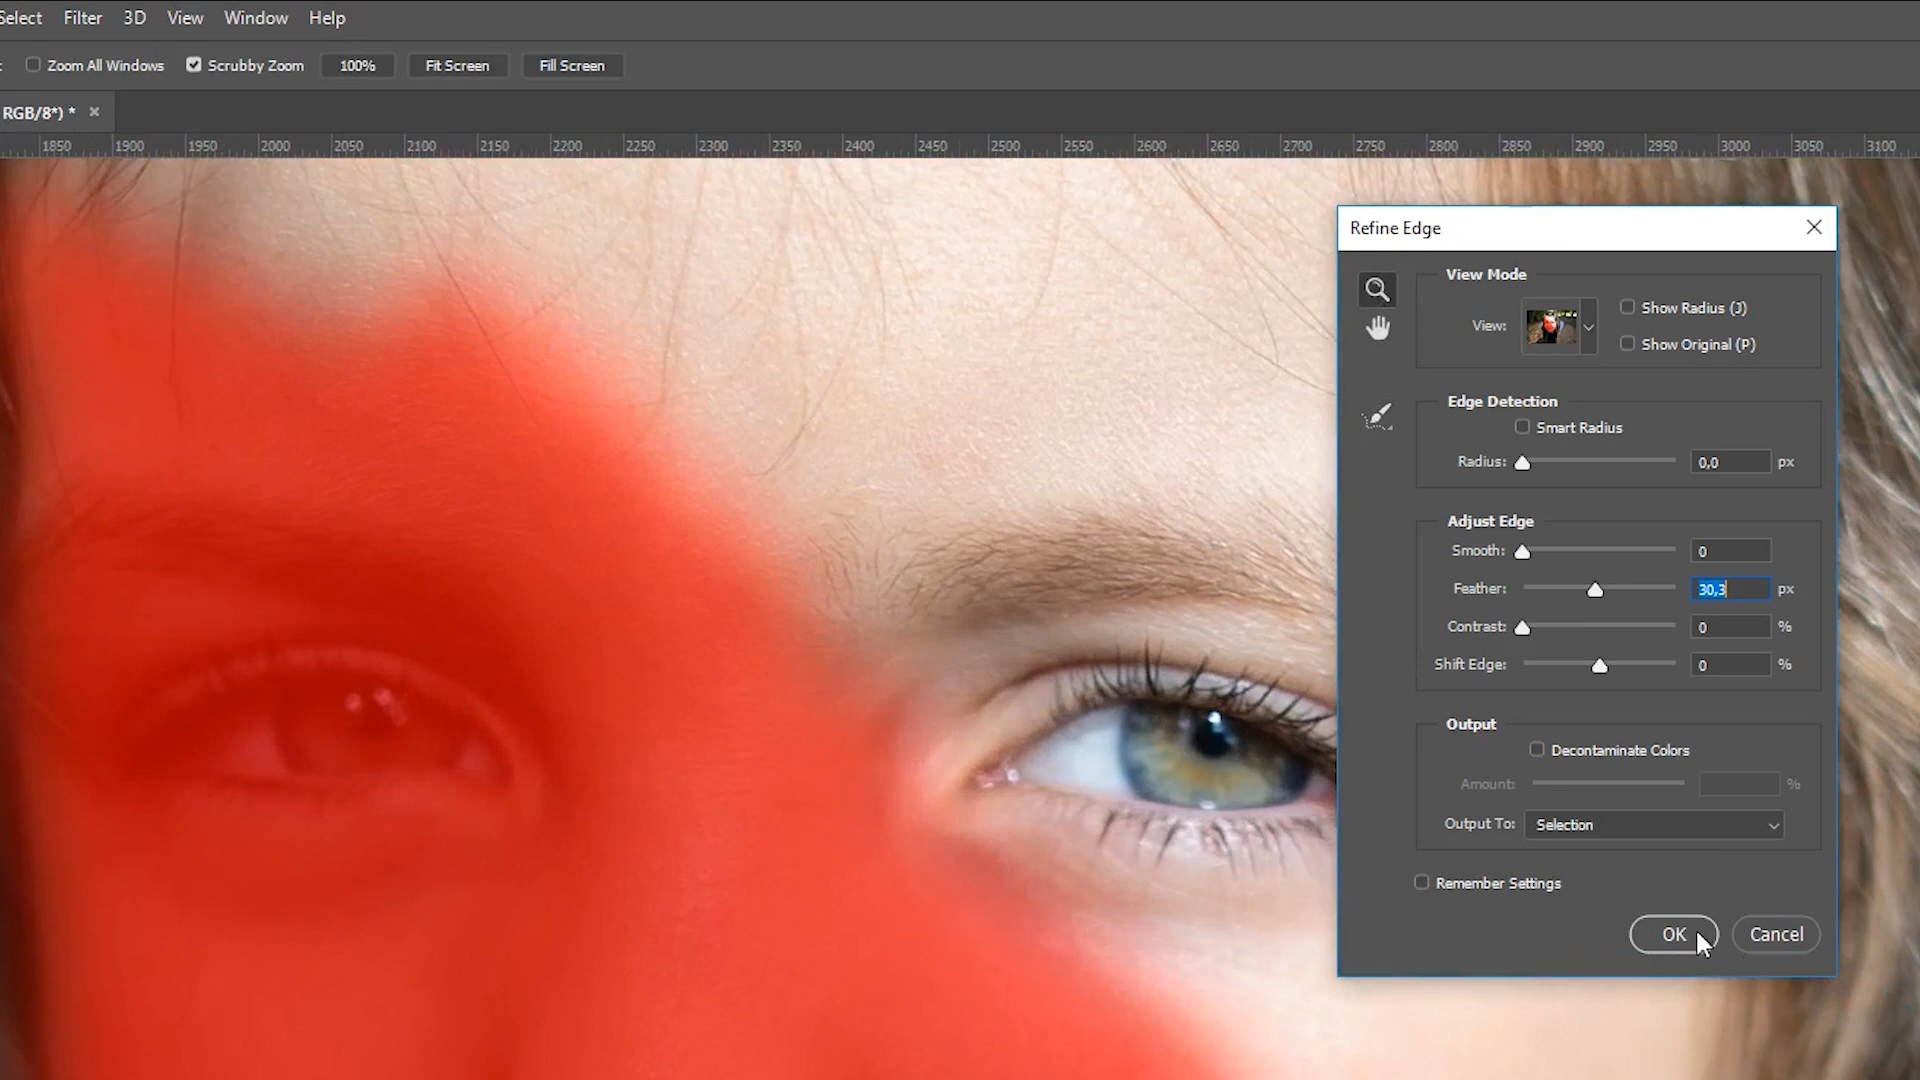 Select Filter 3D View Window Help
: Zoom All Windows Scrubby Zoom 100% Fit Screen Fill Screen
RGB/8*) * ×
1850 1900 1950 2000 2050 2100 2150 2200 2250 2300 2350 2400 2450 2500 2550 2600 2650 2700 2750 2800 2850 2900 2950 3000 3050 3100
Refine Edge
View Mode
View:
Show Radius (J)
Show Original (P)
Edge Detection
Smart Radius
Radius: 0,0 px
Adjust Edge
Smooth: 0
Feather: 30,3 px
Contrast: 0 %
Shift Edge: 0 %
Output
Decontaminate Colors
Amount: %
Output To: Selection
Remember Settings
OK Cancel